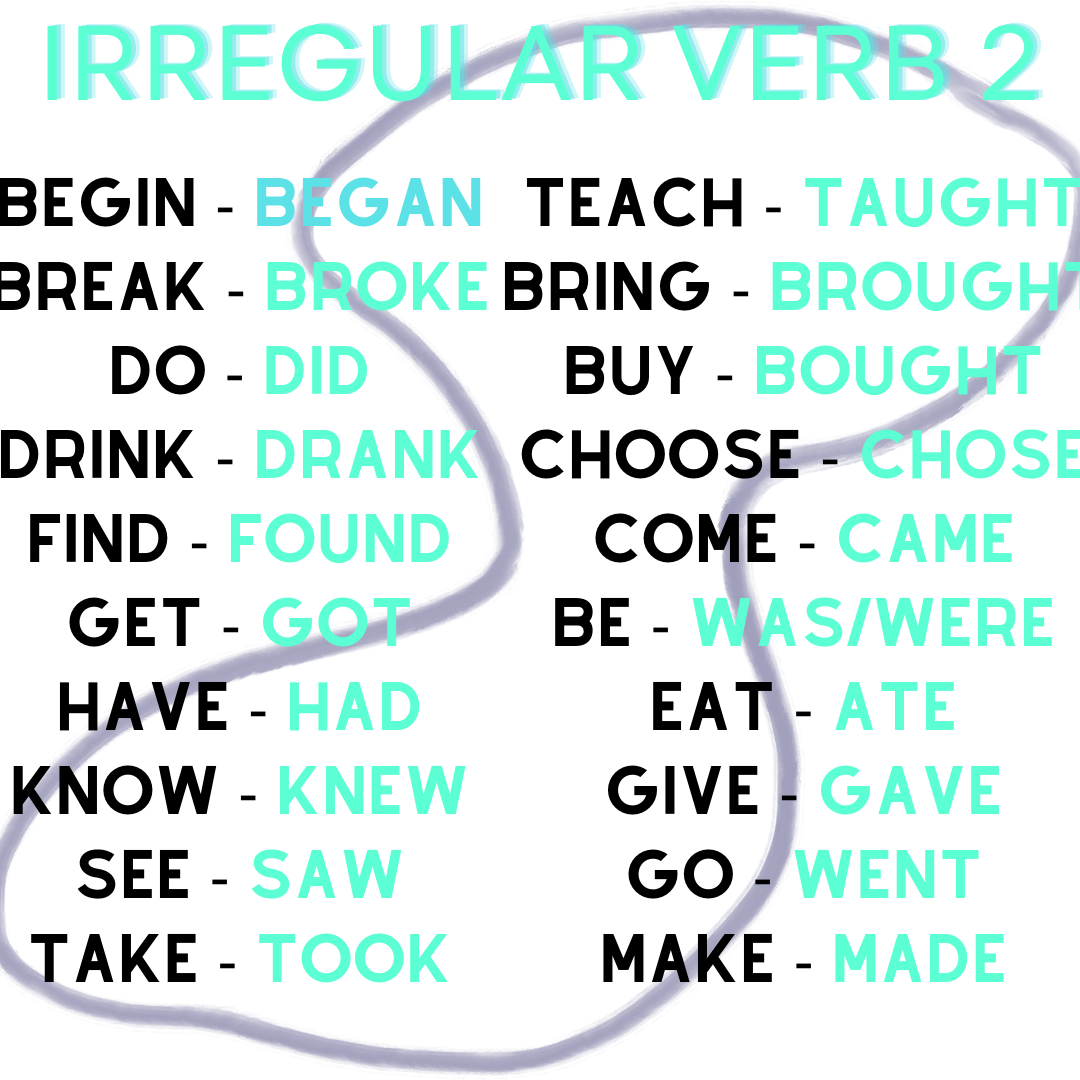 IRREGULAR VERB 2
BEGIN - BEGAN
BREAK - BROKE
DO - DID
DRINK - DRANK
FIND - FOUND
GET - GOT
HAVE - HAD
KNOW - KNEW
SEE - SAW
TAKE - TOOK
TEACH - TAUGHT
BRING - BROUGHT
BUY - BOUGHT
CHOOSE - CHOSE
COME - CAME
BE - WAS/WERE
EAT - ATE
GIVE - GAVE
GO - WENT
MAKE - MADE